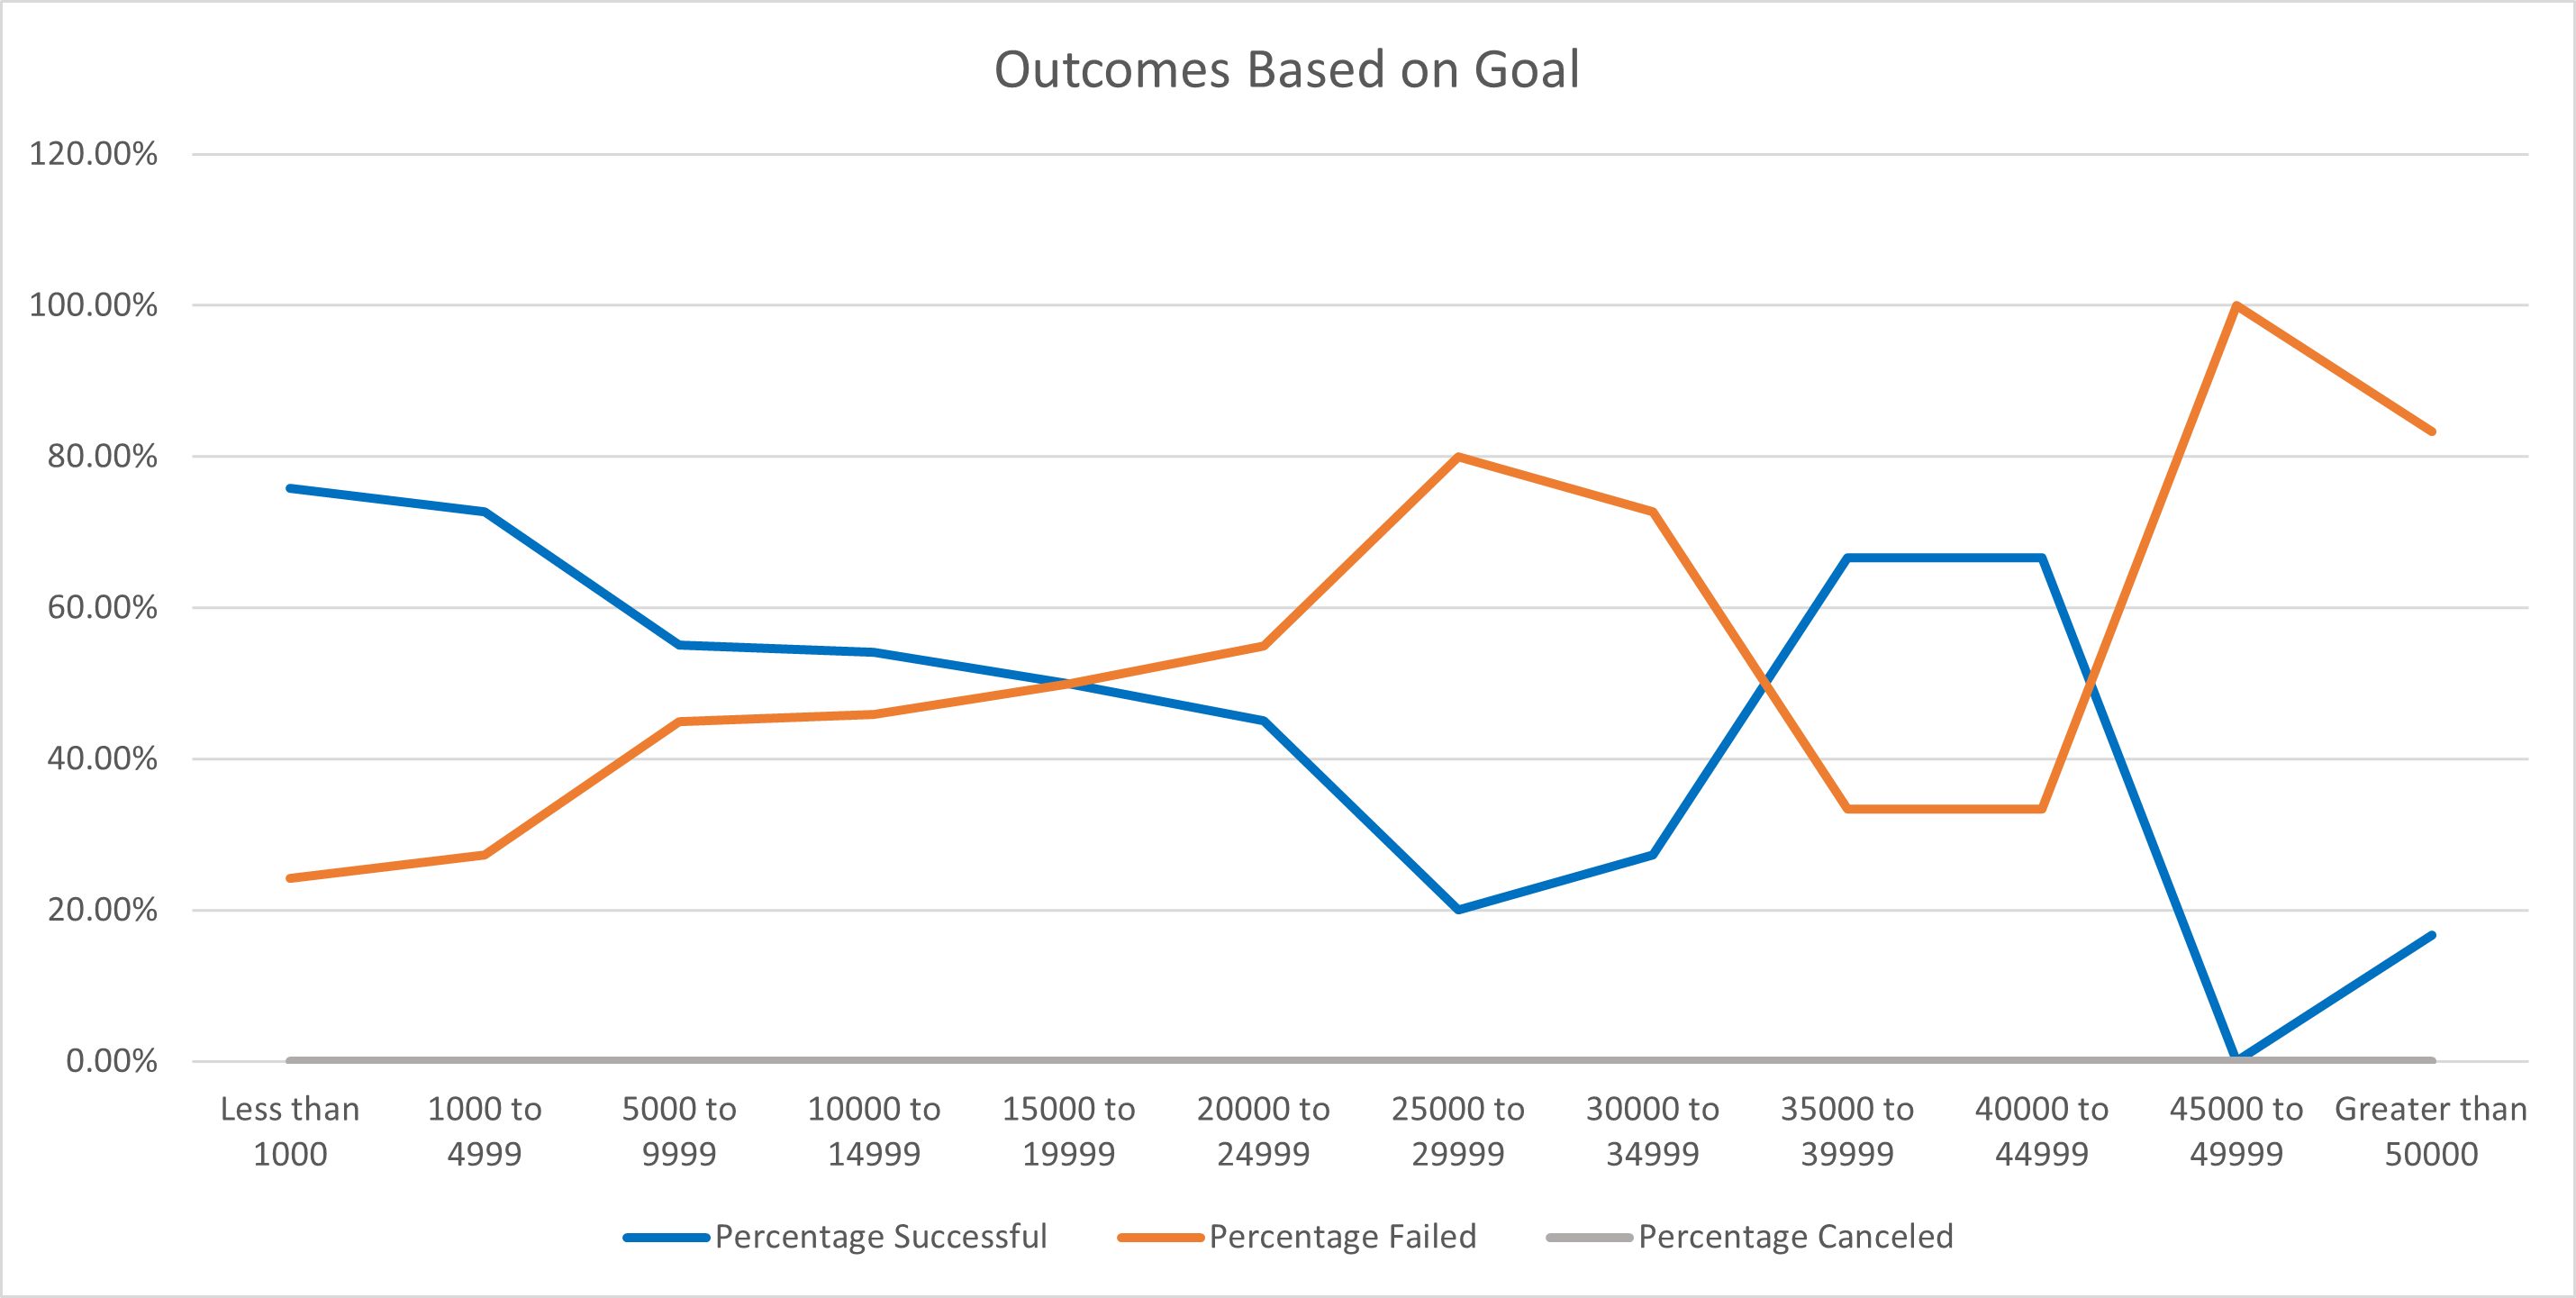 Outcomes Based on Goal
120.00%
100.00%
80.00%
60.00%
40.00%
20.00%
0.00%
Less than
1000
1000 to
4999
5000 to
9999
10000 to
14999
15000 to
19999
20000 to
24999
25000 to
29999
30000 to
34999
35000 to
39999
40000 to
44999
45000 to
49999
Greater than
50000
Percentage Successful
Percentage Failed
Percentage Canceled